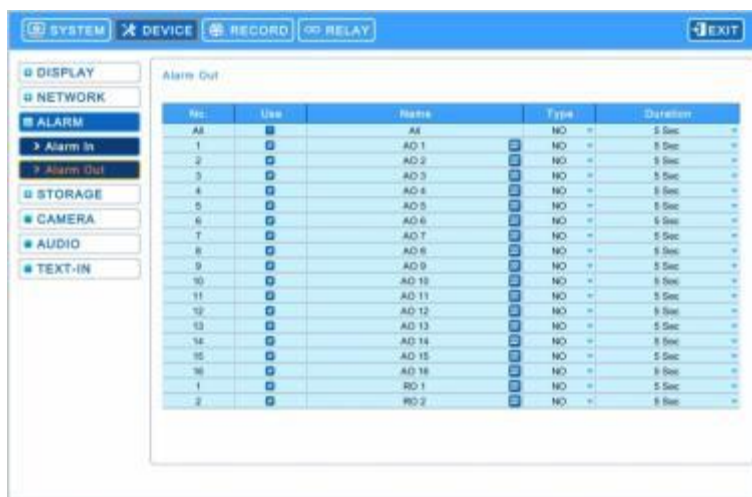 SYSTEM DEVICE RECORD RELAY EXIT
DISPLAY
NETWORK
ALARM
> Alarm In
> Alarm Out
STORAGE
CAMERA
AUDIO
TEXT-IN
Alarm Out
No. Use Name Type Duration
All All NO 5 Sec
1 AO 1 NO 5 Sec
2 AO 2 NO 5 Sec
3 AO 3 NO 5 Sec
4 AO 4 NO 5 Sec
5 AO 5 NO 5 Sec
6 AO 6 NO 5 Sec
7 AO 7 NO 5 Sec
8 AO 8 NO 5 Sec
9 AO 9 NO 5 Sec
10 AO 10 NO 5 Sec
11 AO 11 NO 5 Sec
12 AO 12 NO 5 Sec
13 AO 13 NO 5 Sec
14 AO 14 NO 5 Sec
15 AO 15 NO 5 Sec
16 AO 16 NO 5 Sec
1 RO 1 NO 5 Sec
2 RO 2 NO 5 Sec